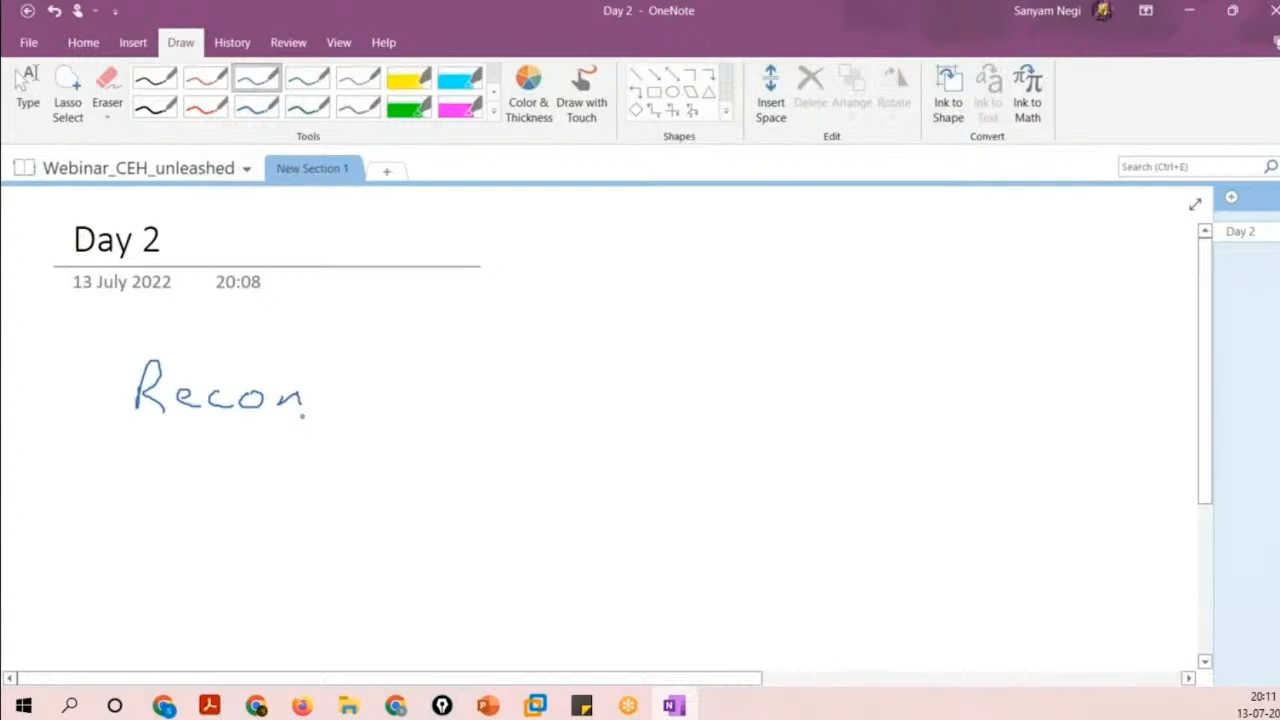 Day 2 - OneNote
Sanyam Negi
File Home Insert Draw History Review View Help
Type
Lasso Select
Eraser
Color & Thickness
Draw with Touch
Insert Space
Delete Arrange Rotate
Ink to Shape
Ink to Text
Ink to Math
Tools
Shapes
Edit
Convert
Webinar_CEH_unleashed
New Section 1
+
Search (Ctrl+E)
Day 2
Day 2
13 July 2022 20:08
Recon
20:11
13-07-20